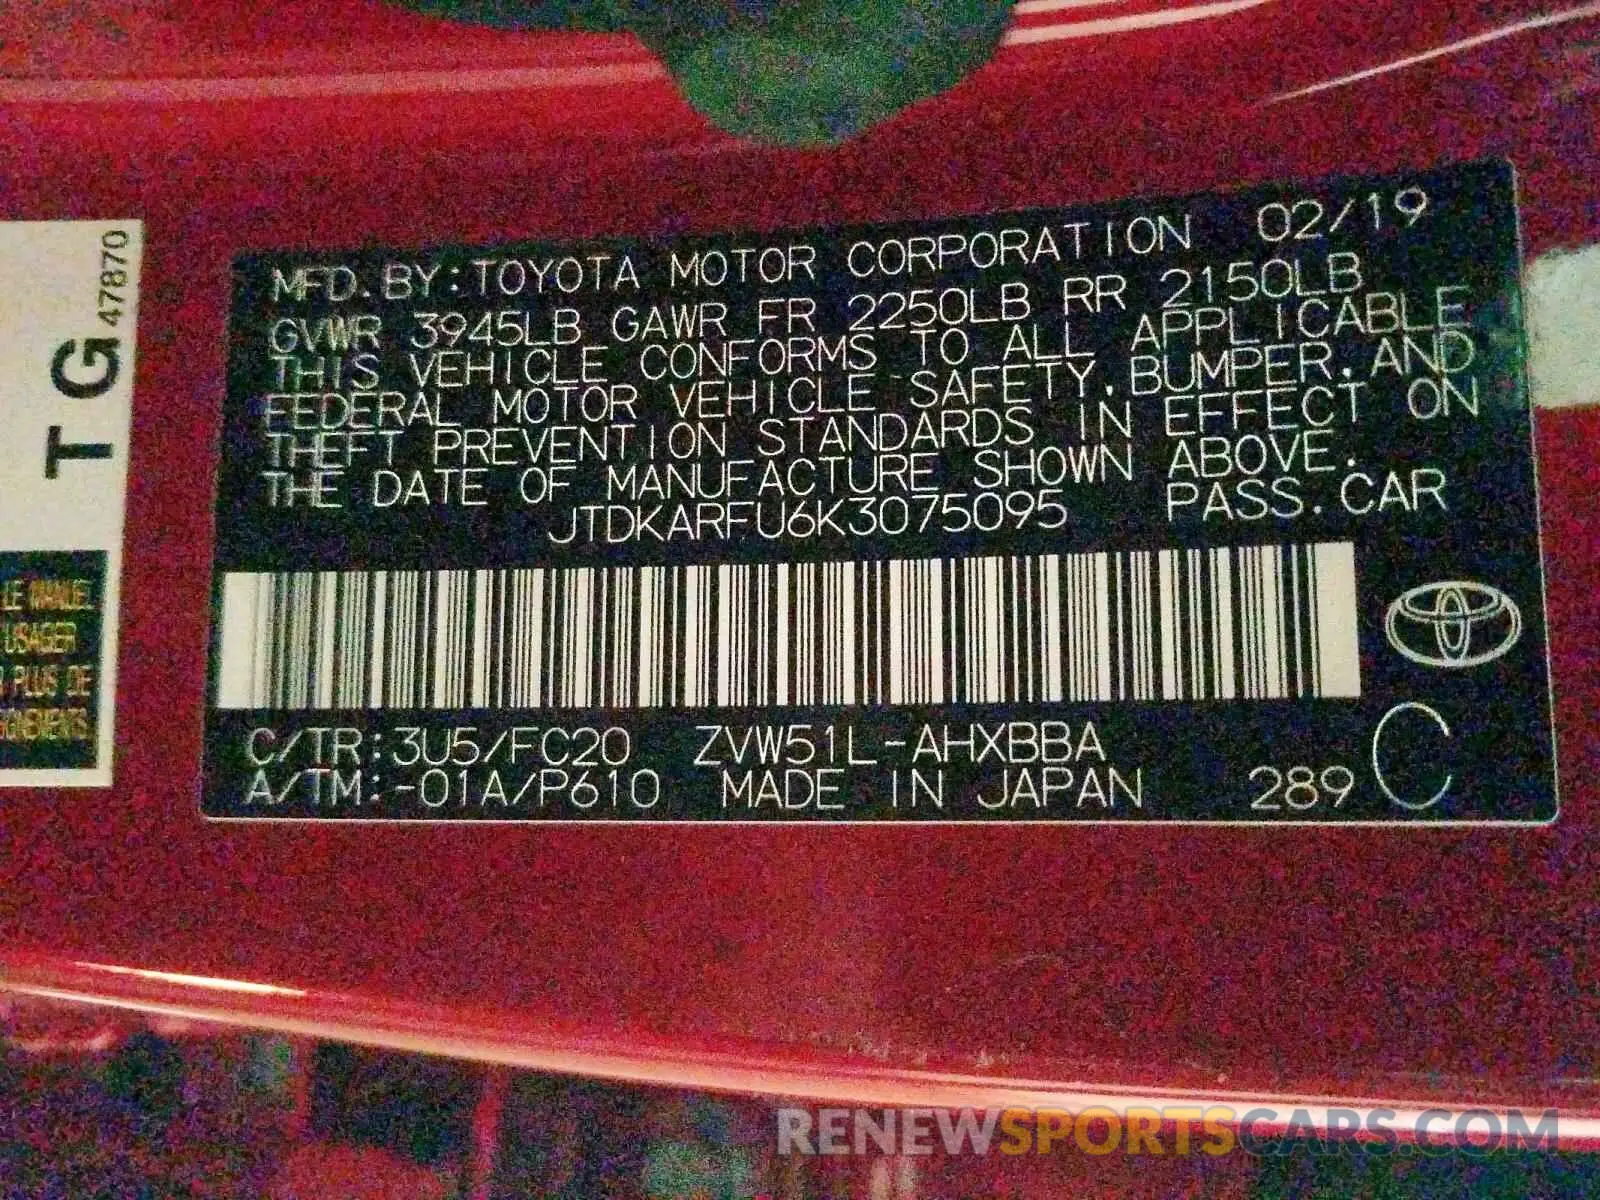 MFD. BY: TOYOTA MOTOR CORPORATION 02/19
GVWR 3945LB GAWR FR 2250LB RR 2150LB
THIS VEHICLE CONFORMS TO ALL APPLICABLE
FEDERAL MOTOR VEHICLE SAFETY, BUMPER, AND
THEFT PREVENTION STANDARDS IN EFFECT ON
THE DATE OF MANUFACTURE SHOWN ABOVE.
JTDKARFU6K3075095 PASS. CAR
C/TR: 3U5/FC20 ZVW51L-AHXBBA
A/TM: -01A/P610 MADE IN JAPAN 289 C
TG 47870
LE MANUEL
USAGER
PLUS DE
RENEWSPORTSCARS.COM